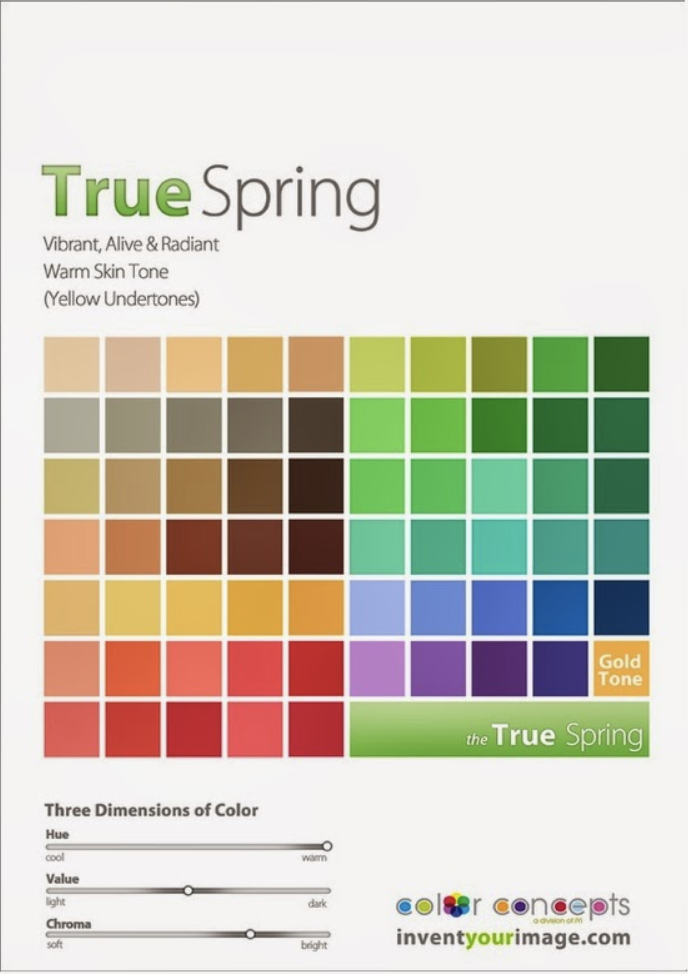 True Spring
Vibrant, Alive & Radiant
Warm Skin Tone
(Yellow Undertones)
Gold
Tone
the True Spring
Three Dimensions of Color
Hue
cool warm
Value
light dark
Chroma
soft bright
color concepts
a division of iYi
inventyourimage.com